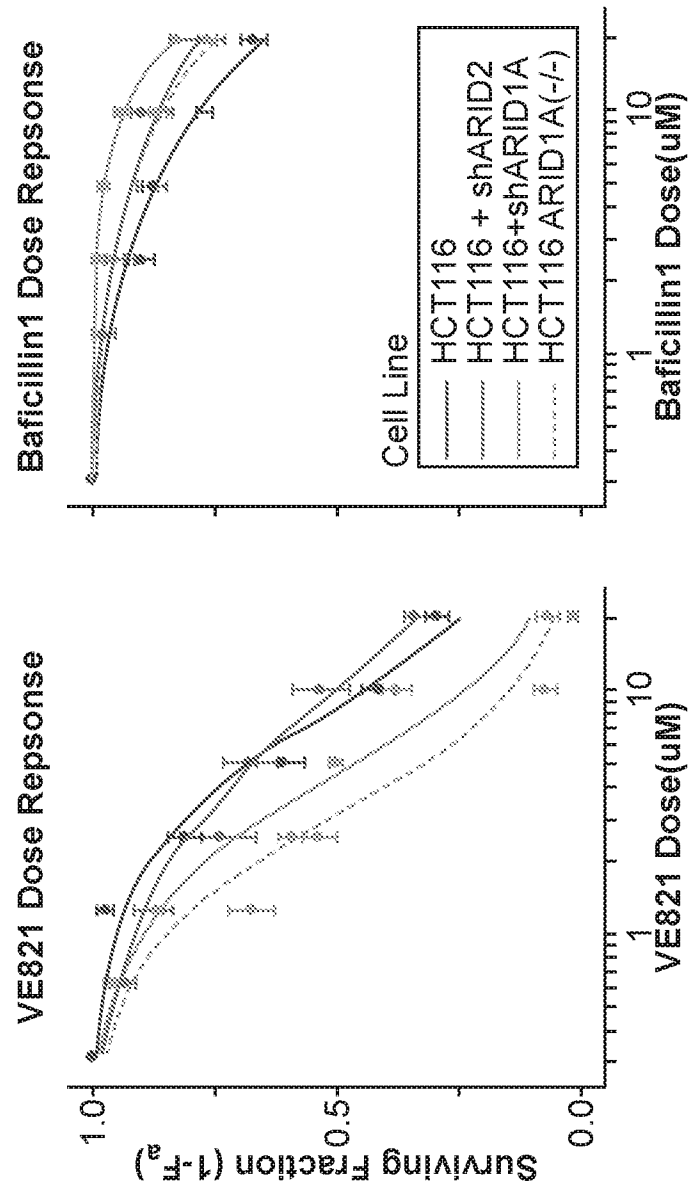 VE821 Dose Repsonse
Surviving Fraction (1-Fa)
1.0
0.5
0.0
1
10
VE821 Dose(uM)
Baficillin1 Dose Repsonse
Cell Line
HCT116
HCT116 + shARID2
HCT116+shARID1A
HCT116 ARID1A(-/-)
1
10
Baficillin1 Dose(uM)